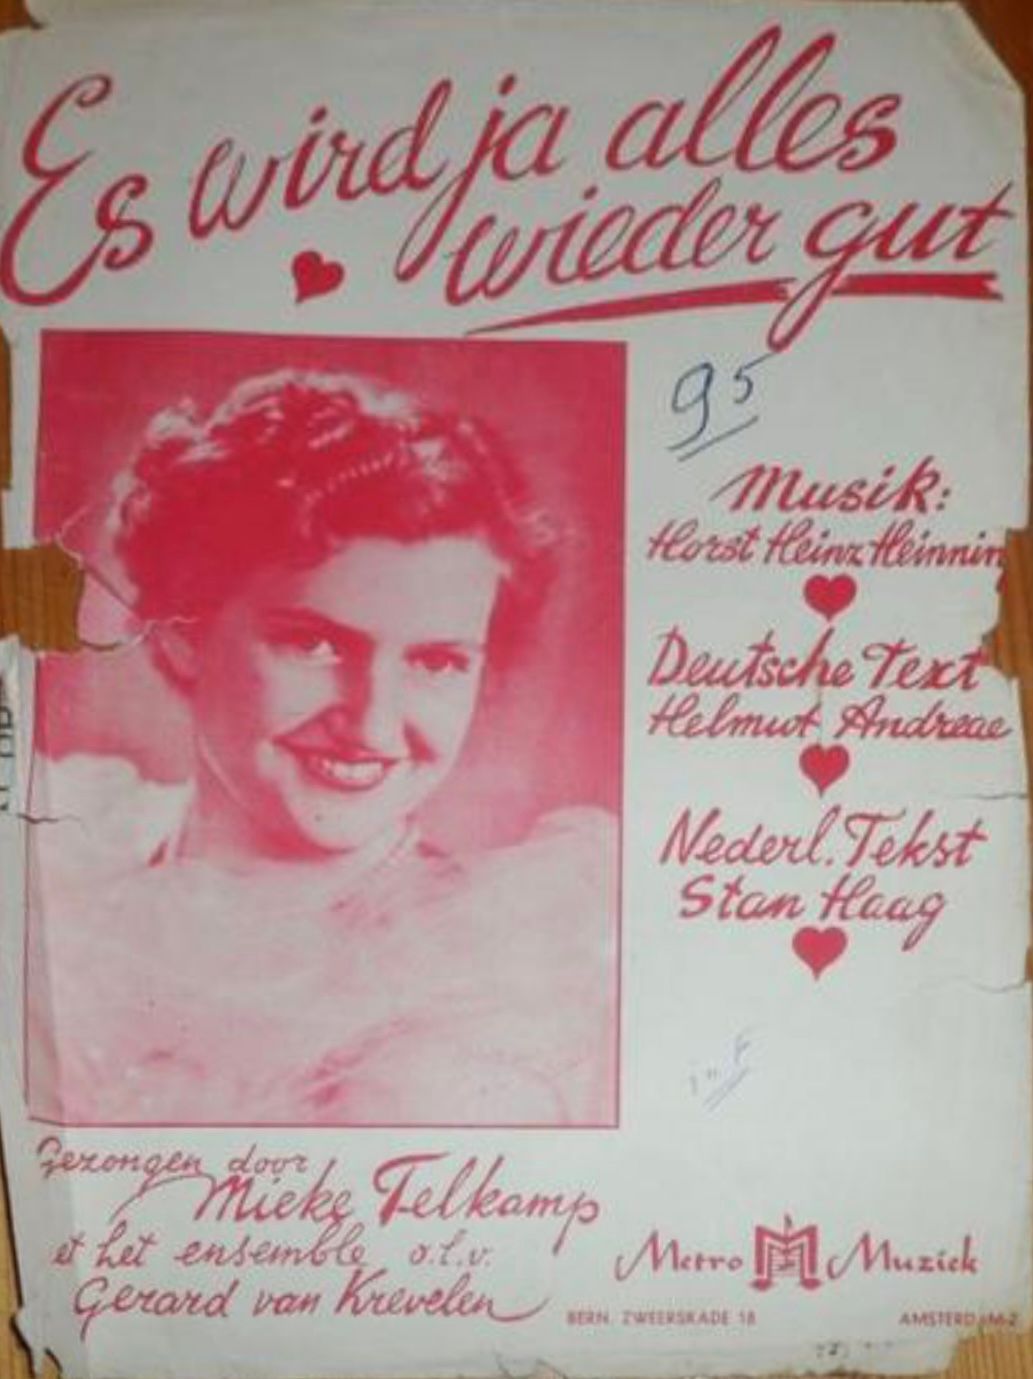 Es wird ja alles
wieder gut
95
Musik:
Horst Heinz Heinnin
Deutsche Text
Helmut Andreae
Nederl. Tekst
Stan Haag
Gezongen door
Mieke Telkamp
et het ensemble o.l.v.
Gerard van Krevelen
Metro Muziek
BERN. ZWEERSKADE 18 AMSTERD M-Z